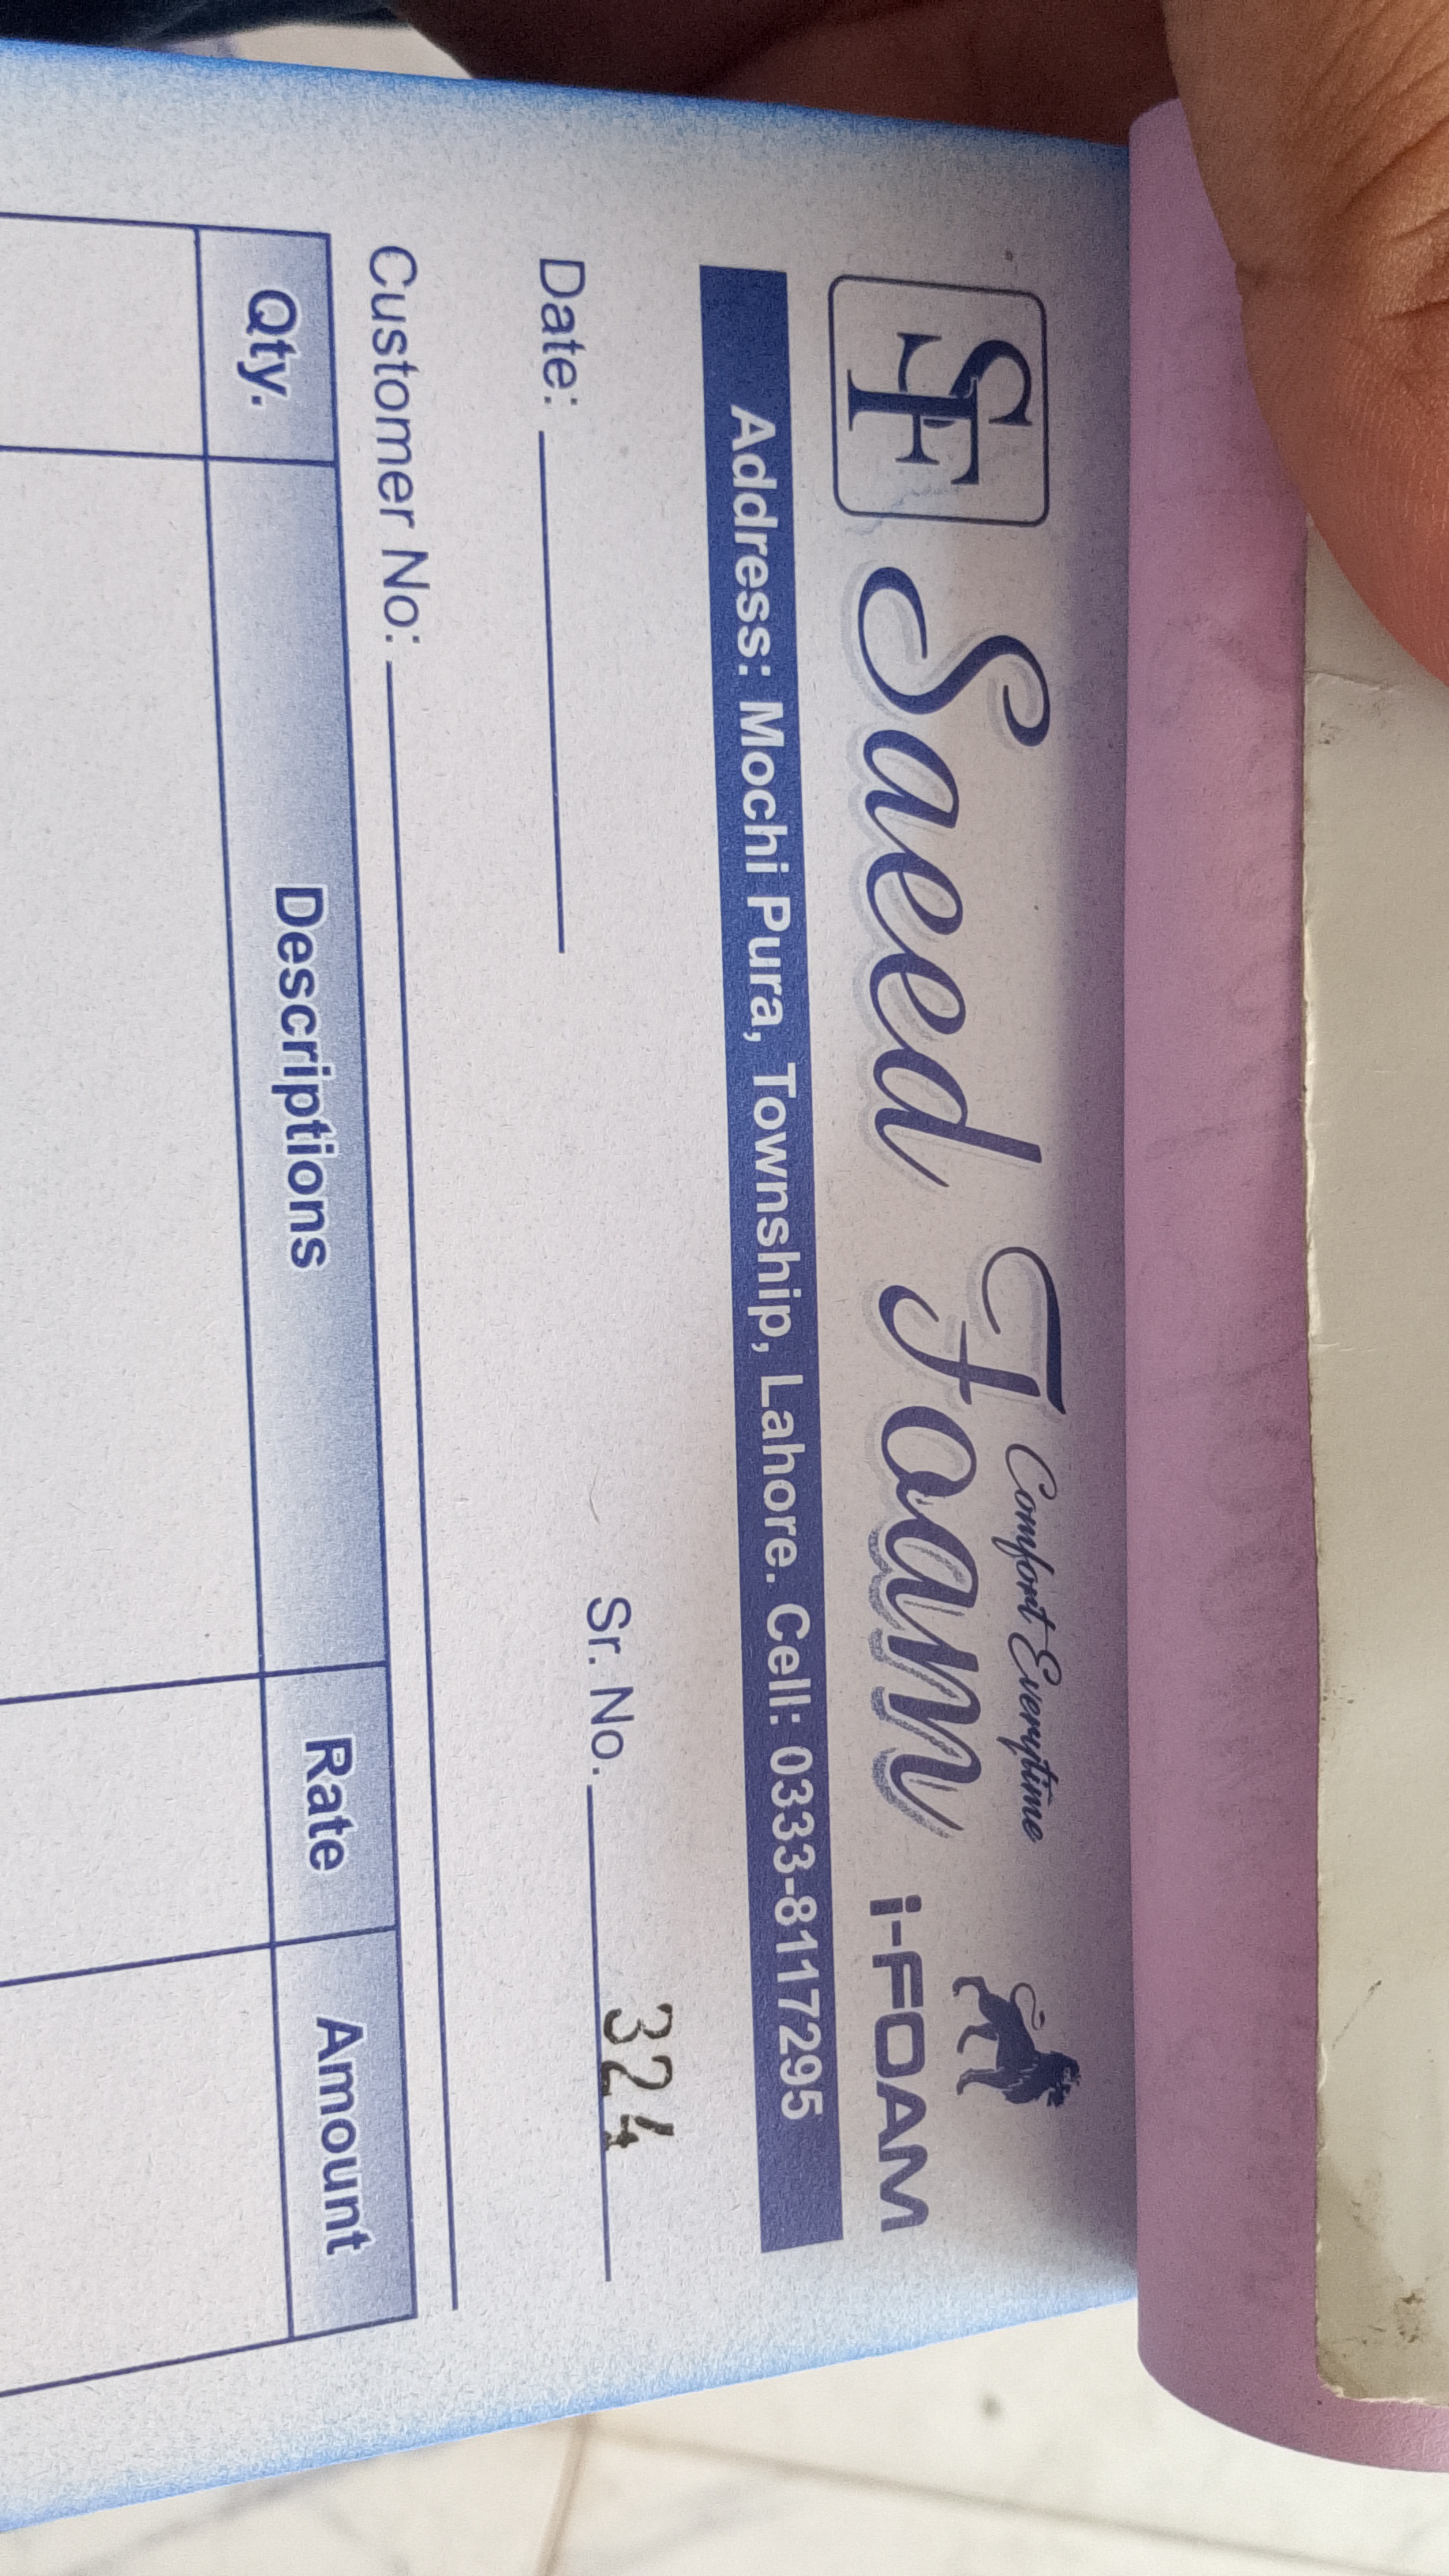 SF Saeed Foam
Comfort Everytime
i-FOAM
Address: Mochi Pura, Township, Lahore. Cell: 0333-8117295
Date: Sr. No. 324
Customer No:
Qty. Descriptions Rate Amount